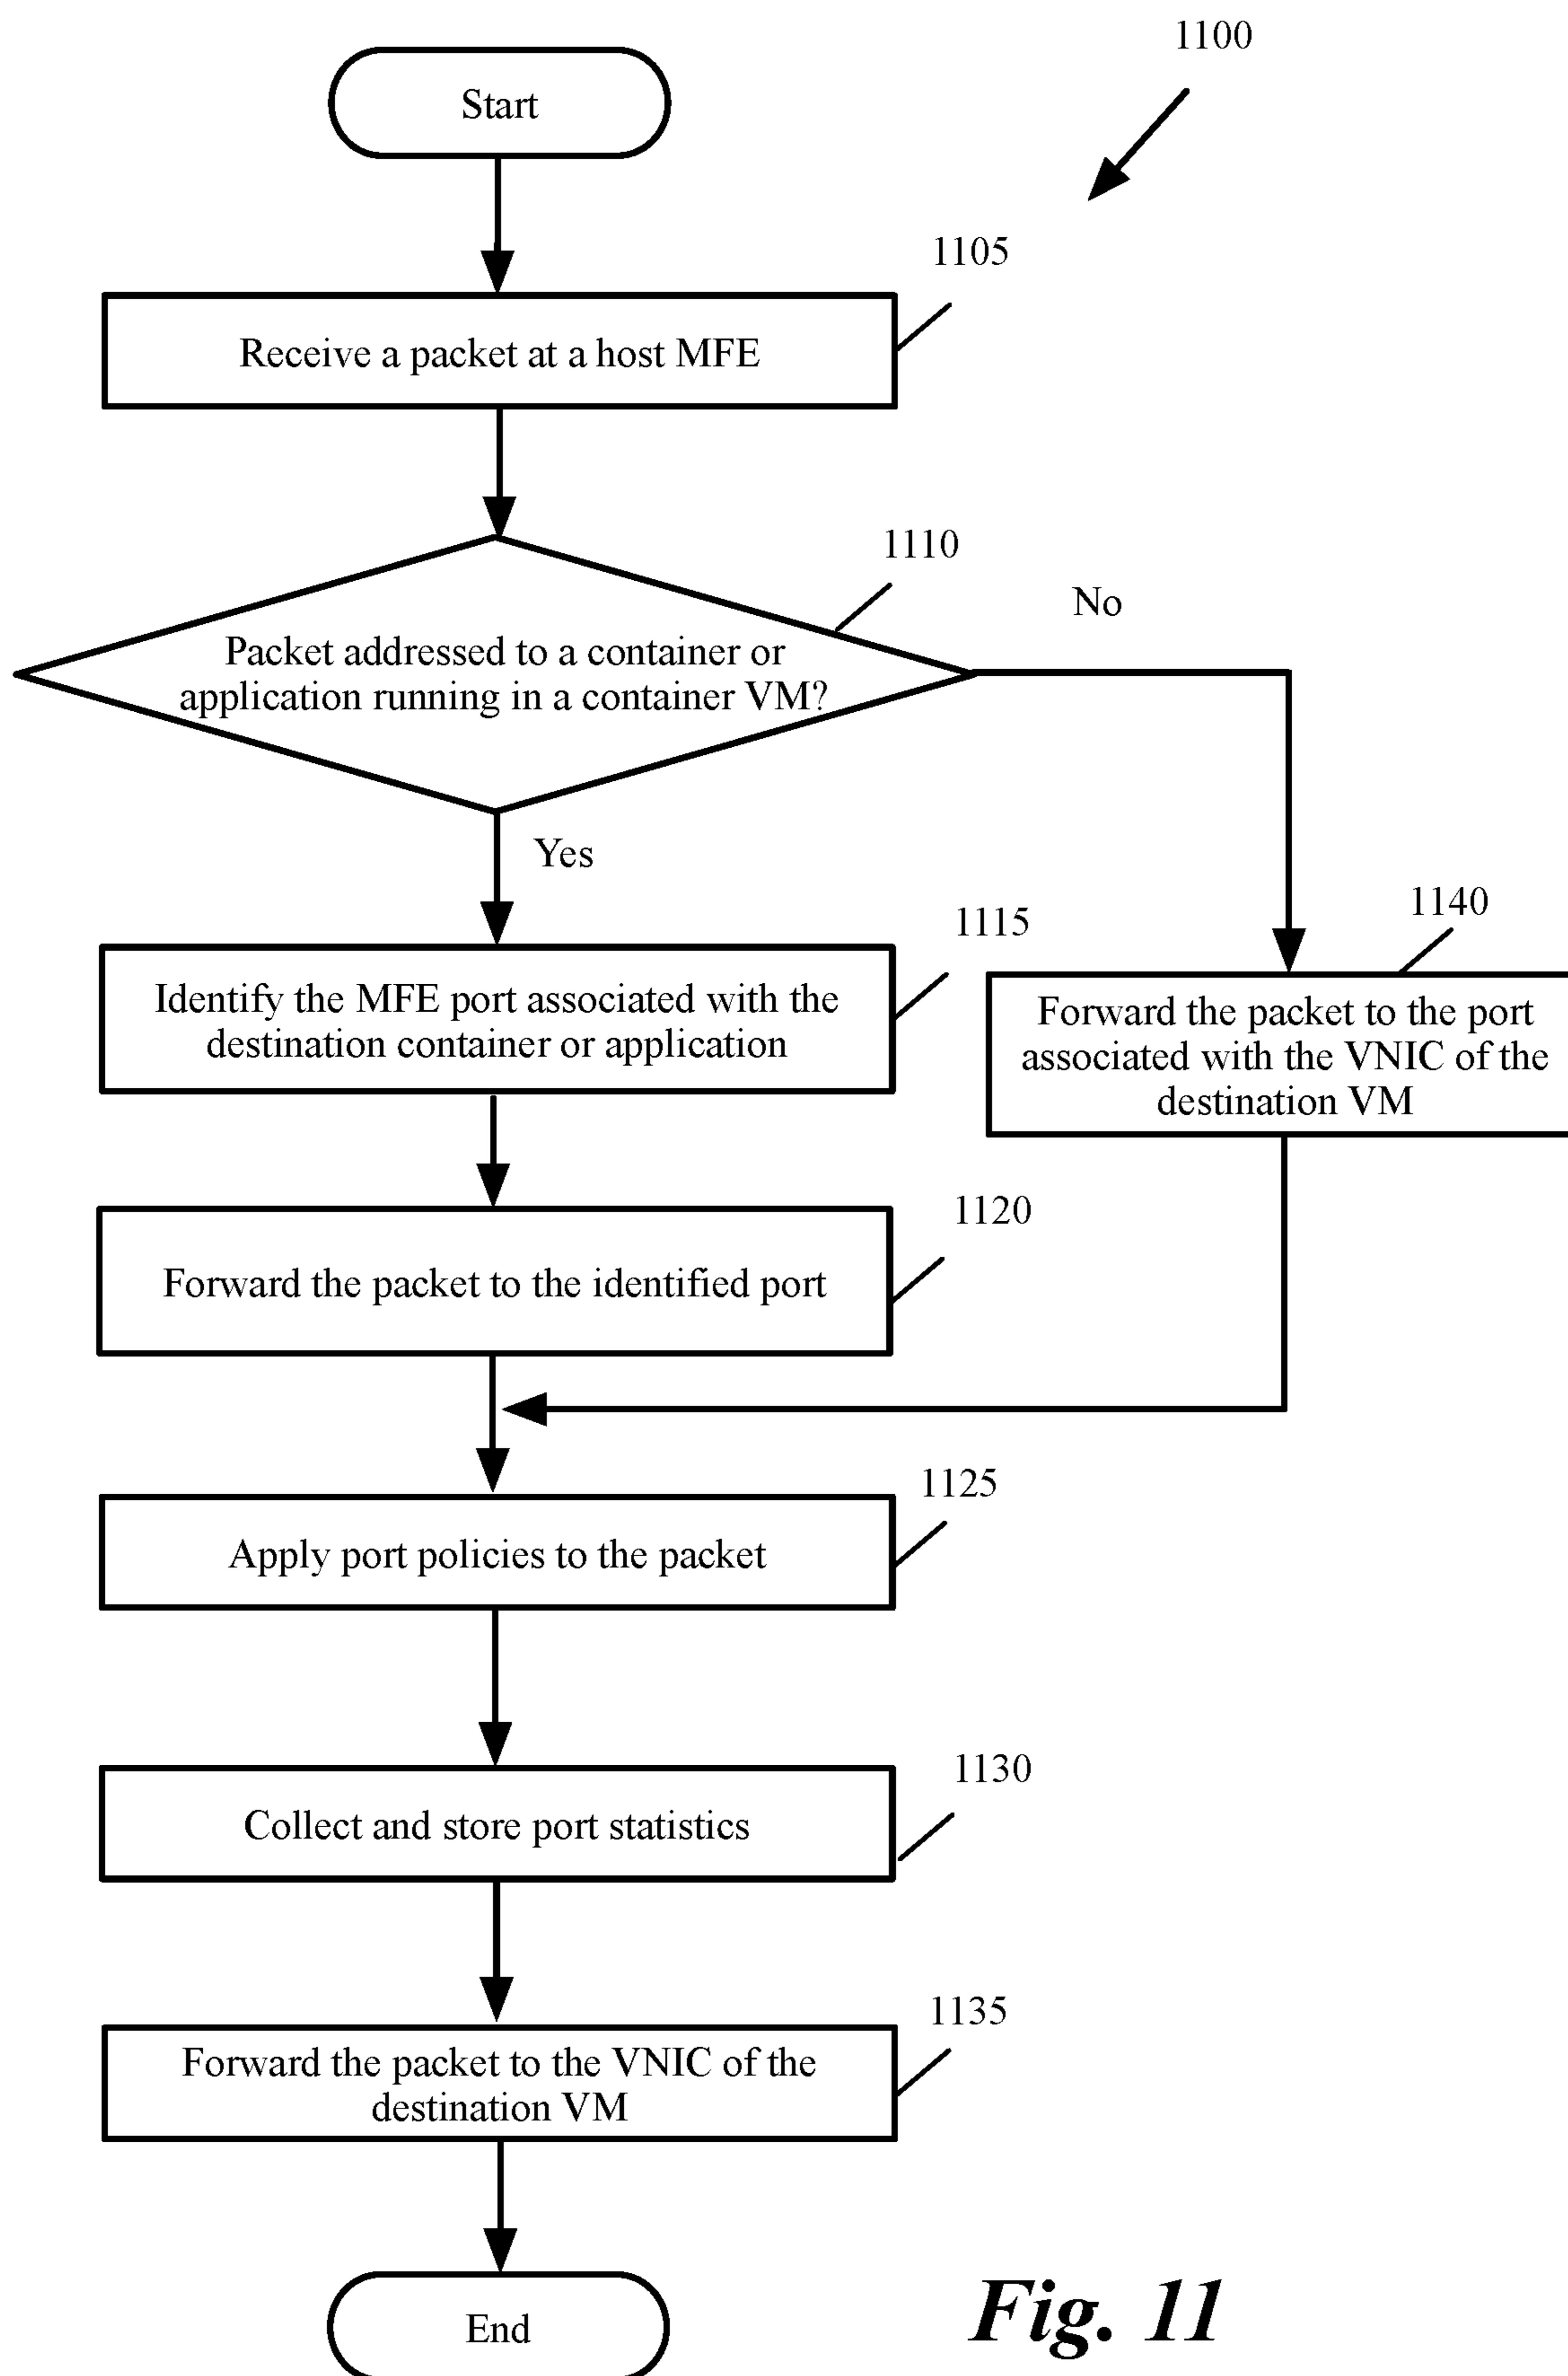 1100
Start
1105
Receive a packet at a host MFE
1110
No
Packet addressed to a container or
application running in a container VM?
Yes
1115
1140
Identify the MFE port associated with the
destination container or application
Forward the packet to the port
associated with the VNIC of the
destination VM
1120
Forward the packet to the identified port
1125
Apply port policies to the packet
1130
Collect and store port statistics
1135
Forward the packet to the VNIC of the
destination VM
End
Fig. 11